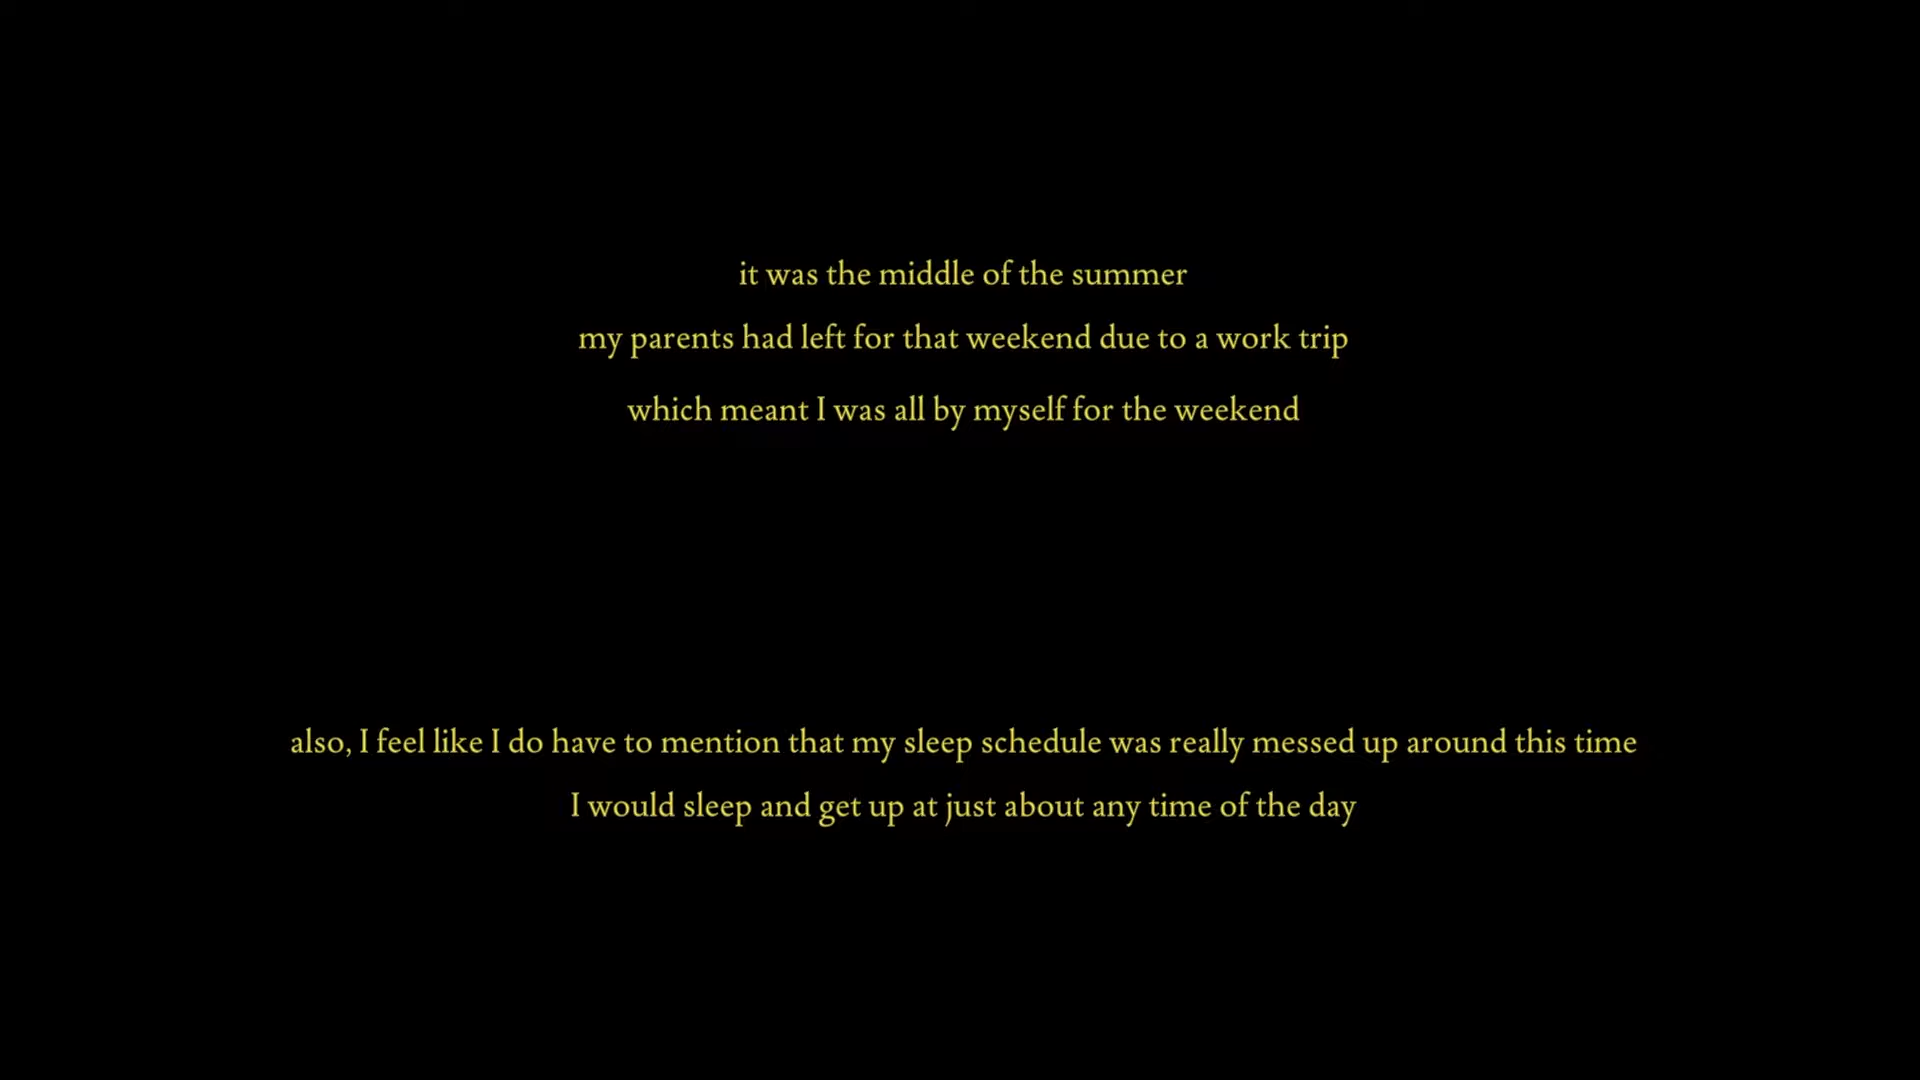 it was the middle of the summer
my parents had left for that weekend due to a work trip
which meant I was all by myself for the weekend
also, I feel like I do have to mention that my sleep schedule was really messed up around this time
I would sleep and get up at just about any time of the day